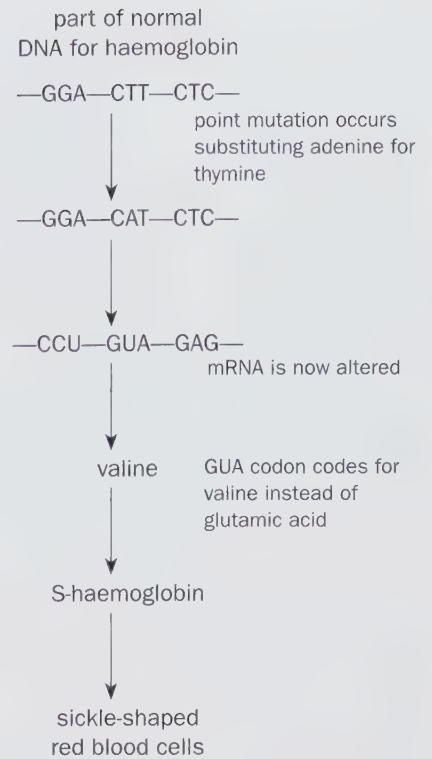 part of normal
DNA for haemoglobin
—GGA—CTT—CTC—
point mutation occurs
substituting adenine for
thymine
—GGA—CAT—CTC—
—CCU—GUA—GAG—
mRNA is now altered
valine
GUA codon codes for
valine instead of
glutamic acid
S-haemoglobin
sickle-shaped
red blood cells